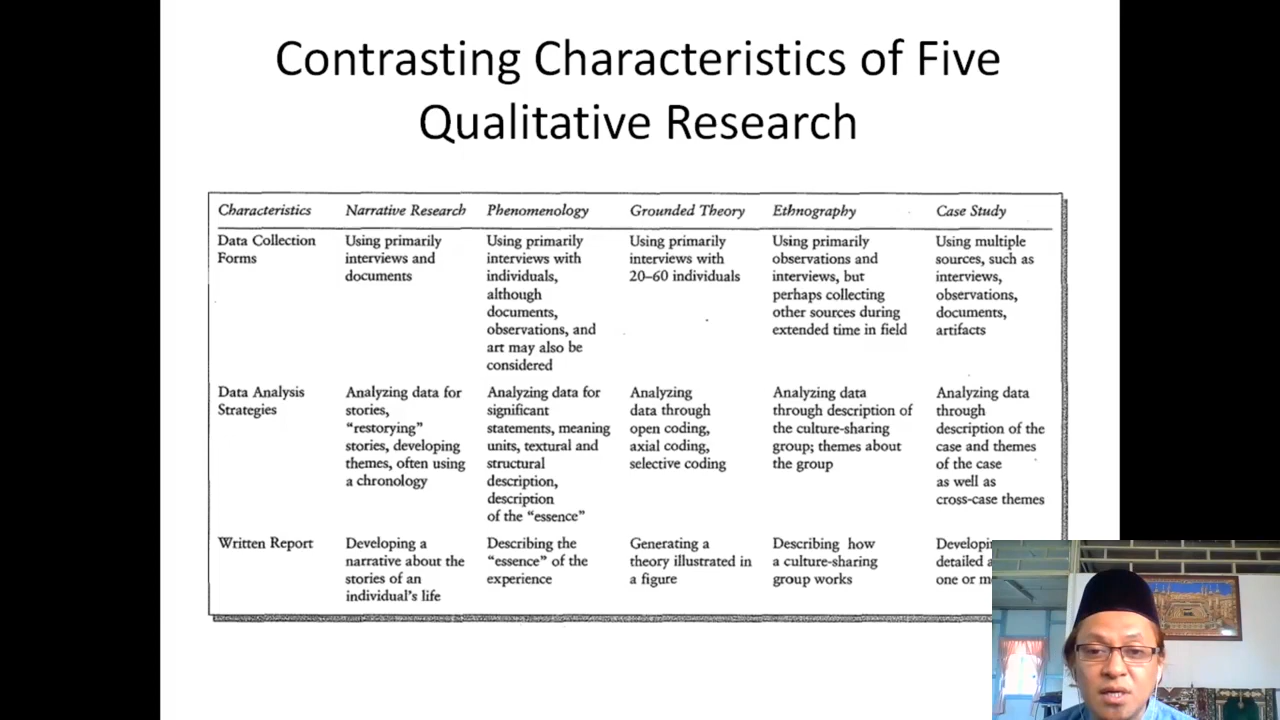 Contrasting Characteristics of Five
Qualitative Research
Characteristics Narrative Research Phenomenology Grounded Theory Ethnography Case Study
Data Collection Using primarily Using primarily Using primarily Using primarily Using multiple
Forms interviews and interviews with interviews with observations and sources, such as
documents individuals, 20–60 individuals interviews, but interviews,
although perhaps collecting observations,
documents, other sources during documents,
observations, and extended time in field artifacts
art may also be
considered
Data Analysis Analyzing data for Analyzing data for Analyzing Analyzing data Analyzing data
Strategies stories, significant data through through description of through
“restorying” statements, meaning open coding, the culture-sharing description of the
stories, developing units, textural and axial coding, group; themes about case and themes
themes, often using structural selective coding the group of the case
a chronology description, as well as
description cross-case themes
of the “essence”
Written Report Developing a Describing the Generating a Describing how
narrative about the “essence” of the theory illustrated in a culture-sharing detailed
stories of an experience a figure group works one or
individual’s life